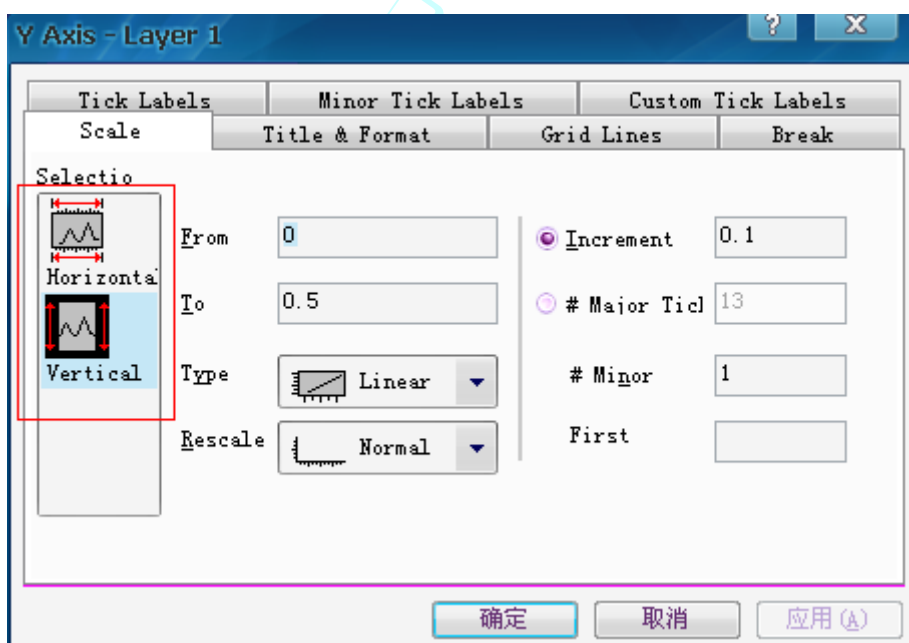 Y Axis - Layer 1
? X
Tick Labels Minor Tick Labels Custom Tick Labels
Scale Title & Format Grid Lines Break
Selectio
Horizonta
Vertical
From 0
To 0.5
Type Linear
Rescale Normal
Increment 0.1
# Major Ticl 13
# Minor 1
First
确定 取消 应用(A)